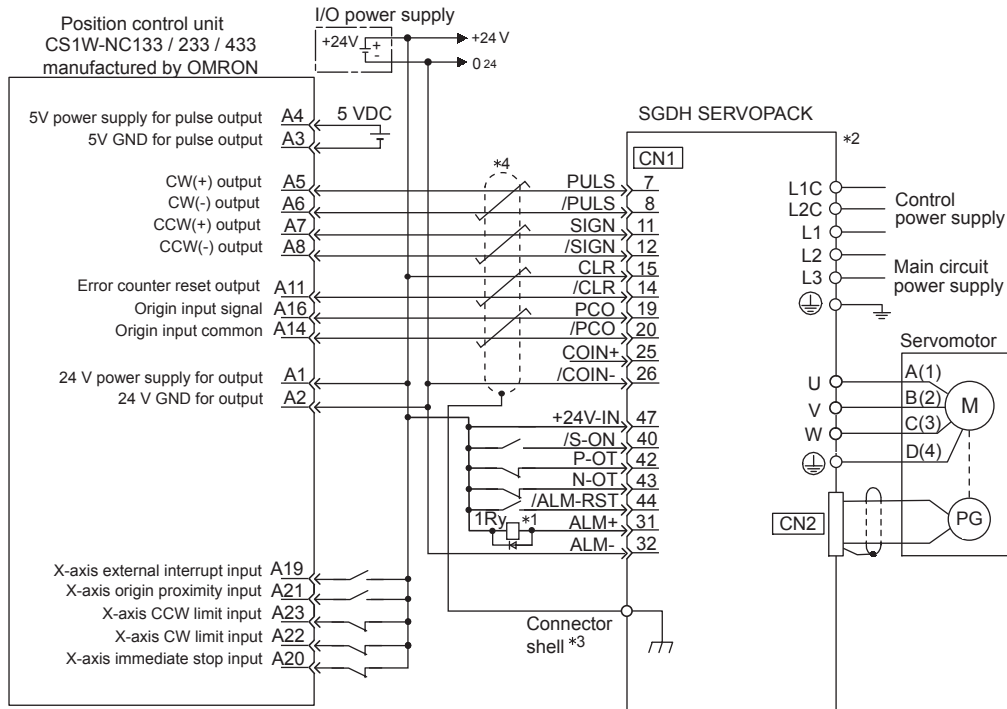 I/O power supply
+24V
+
-
+24 V
0 24
Position control unit
CS1W-NC133 / 233 / 433
manufactured by OMRON
5V power supply for pulse output A4 5 VDC
5V GND for pulse output A3
CW(+) output A5
CW(-) output A6
CCW(+) output A7
CCW(-) output A8
Error counter reset output A11
Origin input signal A16
Origin input common A14
24 V power supply for output A1
24 V GND for output A2
X-axis external interrupt input A19
X-axis origin proximity input A21
X-axis CCW limit input A23
X-axis CW limit input A22
X-axis immediate stop input A20
*4
SGDH SERVOPACK
*2
CN1
PULS 7
/PULS 8
SIGN 11
/SIGN 12
CLR 15
/CLR 14
PCO 19
/PCO 20
COIN+ 25
/COIN- 26
+24V-IN 47
/S-ON 40
P-OT 42
N-OT 43
/ALM-RST 44
1Ry *1 ALM+ 31
ALM- 32
Connector
shell *3
L1C
L2C
L1
L2
L3
Control
power supply
Main circuit
power supply
Servomotor
U A(1)
V B(2)
W C(3)
D(4)
M
CN2
PG